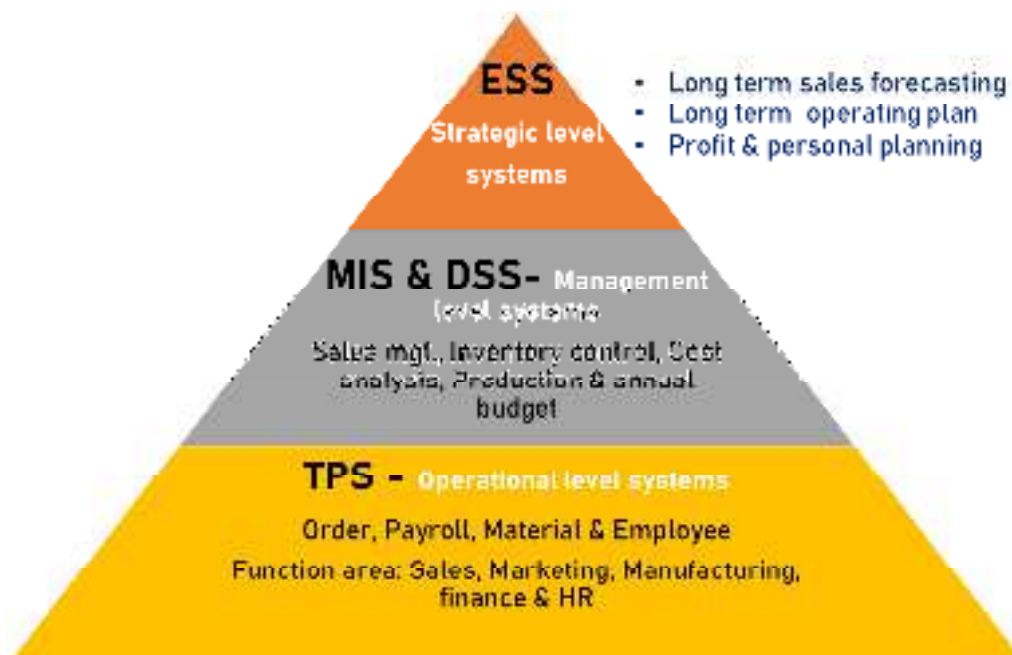 ESS
Strategic level
systems
- Long term sales forecasting
- Long term operating plan
- Profit & personal planning
MIS & DSS- Management
level systems
Sales mgt., Inventory control, Cost
analysis, Production & annual
budget
TPS - Operational level systems
Order, Payroll, Material & Employee
Function area: Sales, Marketing, Manufacturing,
finance & HR